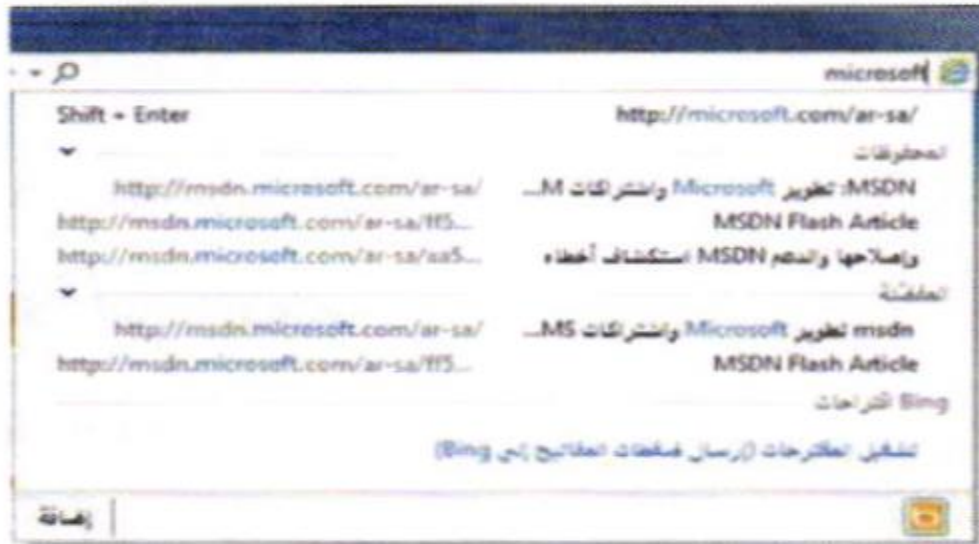 microsoft
http://microsoft.com/ar-sa/ Shift + Enter
المحفوظات
MSDN: تطوير Microsoft واشتراكات M... http://msdn.microsoft.com/ar-sa/
MSDN Flash Article http://msdn.microsoft.com/ar-sa/ff5...
استكشاف أخطاء MSDN وإصلاحها والدعم http://msdn.microsoft.com/ar-sa/aa5...
المفضّلة
msdn تطوير Microsoft واشتراكات MS... http://msdn.microsoft.com/ar-sa/
MSDN Flash Article http://msdn.microsoft.com/ar-sa/ff5...
Bing اقتراحات
تشغيل المقترحات (إرسال ضغطات المفاتيح إلى Bing)
إضافة